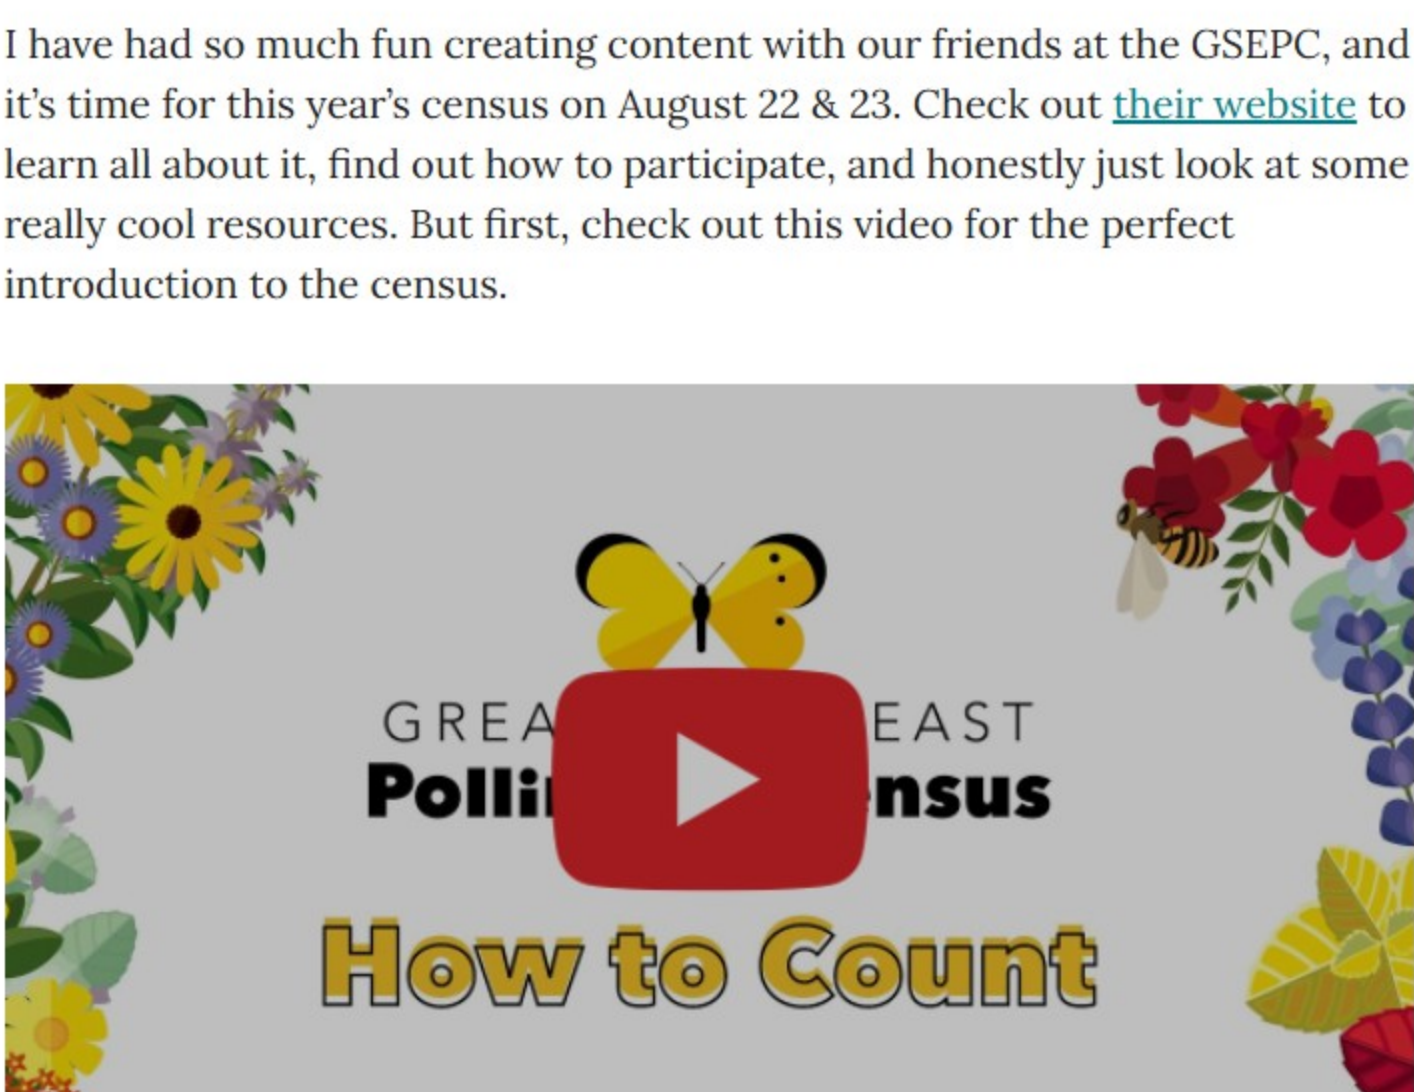 I have had so much fun creating content with our friends at the GSEPC, and
it’s time for this year’s census on August 22 & 23. Check out their website to
learn all about it, find out how to participate, and honestly just look at some
really cool resources. But first, check out this video for the perfect
introduction to the census.
GREA EAST
Polli nsus
How to Count